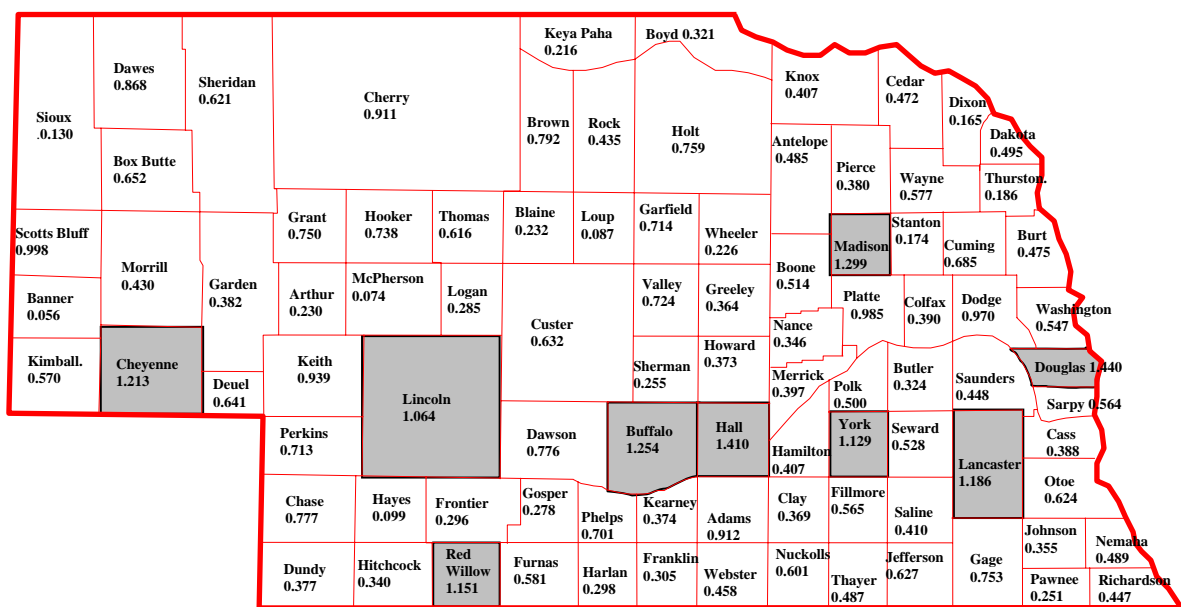 Keya Paha
0.216
Boyd 0.321
Dawes
0.868
Sheridan
0.621
Cherry
0.911
Knox
0.407
Cedar
0.472
Dixon
0.165
Sioux
.0.130
Brown
0.792
Rock
0.435
Holt
0.759
Dakota
0.495
Antelope
0.485
Box Butte
0.652
Pierce
0.380
Wayne
0.577
Thurston.
0.186
Grant
0.750
Hooker
0.738
Thomas
0.616
Blaine
0.232
Loup
0.087
Garfield
0.714
Wheeler
0.226
Scotts Bluff
0.998
Madison
1.299
Stanton
0.174
Cuming
0.685
Burt
0.475
Morrill
0.430
Garden
0.382
Boone
0.514
McPherson
0.074
Arthur
0.230
Logan
0.285
Valley
0.724
Greeley
0.364
Banner
0.056
Platte
0.985
Colfax
0.390
Dodge
0.970
Washington
0.547
Custer
0.632
Nance
0.346
Kimball.
0.570
Cheyenne
1.213
Keith
0.939
Howard
0.373
Sherman
0.255
Merrick
0.397
Butler
0.324
Saunders
0.448
Douglas 1.440
Deuel
0.641
Lincoln
1.064
Polk
0.500
Sarpy 0.564
Perkins
0.713
Dawson
0.776
Buffalo
1.254
Hall
1.410
Hamilton
0.407
York
1.129
Seward
0.528
Cass
0.388
Lancaster
1.186
Otoe
0.624
Chase
0.777
Hayes
0.099
Frontier
0.296
Gosper
0.278
Phelps
0.701
Kearney
0.374
Adams
0.912
Clay
0.369
Fillmore
0.565
Saline
0.410
Johnson
0.355
Nemaha
0.489
Dundy
0.377
Hitchcock
0.340
Red
Willow
1.151
Furnas
0.581
Harlan
0.298
Franklin
0.305
Webster
0.458
Nuckolls
0.601
Thayer
0.487
Jefferson
0.627
Gage
0.753
Pawnee
0.251
Richardson
0.447